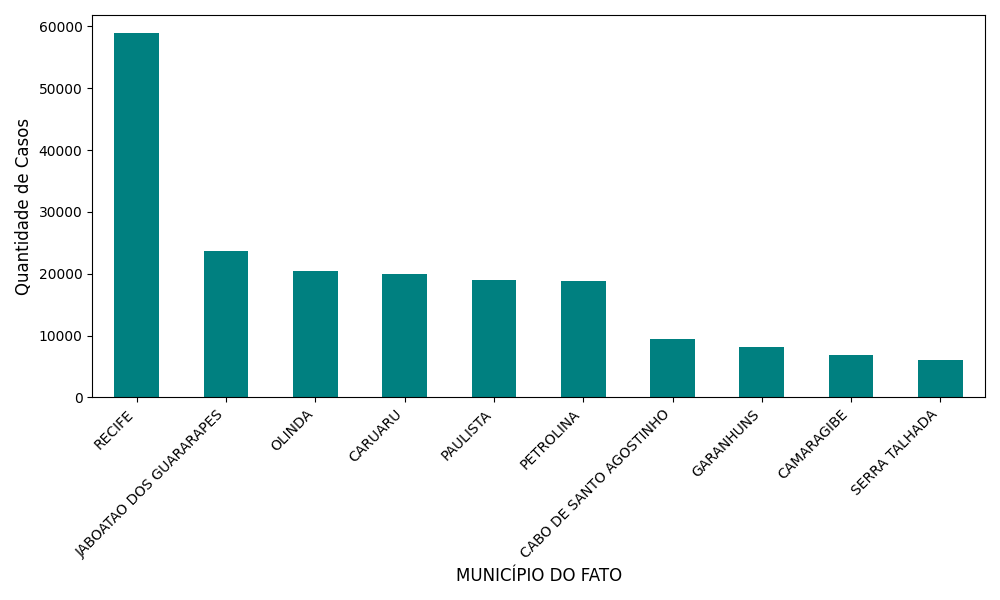 Quantidade de Casos
60000
50000
40000
30000
20000
10000
0
RECIFE
JABOATAO DOS GUARARAPES
OLINDA
CARUARU
PAULISTA
PETROLINA
CABO DE SANTO AGOSTINHO
GARANHUNS
CAMARAGIBE
SERRA TALHADA
MUNICÍPIO DO FATO